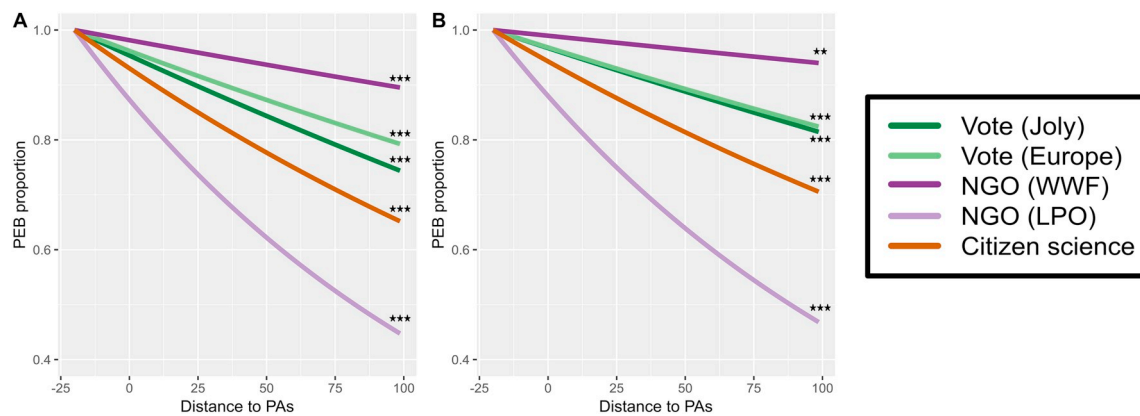 A
B
PEB proportion
1.0
0.8
0.6
0.4
★★★
★★★
★★★
★★★
★★★
-25 0 25 50 75 100
Distance to PAs
PEB proportion
1.0
0.8
0.6
0.4
★★
★★★
★★★
★★★
★★★
-25 0 25 50 75 100
Distance to PAs
Vote (Joly)
Vote (Europe)
NGO (WWF)
NGO (LPO)
Citizen science